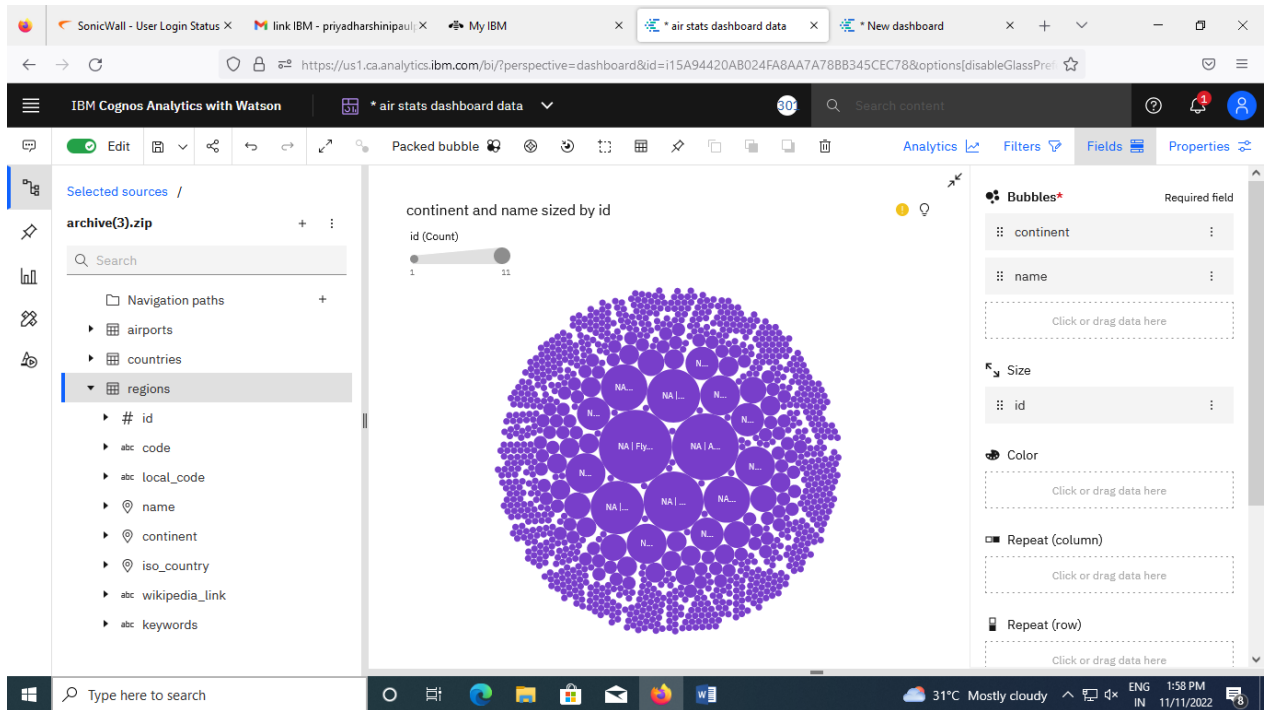 SonicWall - User Login Status
link IBM - priyadharshinipaul
My IBM
* air stats dashboard data
* New dashboard
https://us1.ca.analytics.ibm.com/bi/?perspective=dashboard&id=i15A94420AB024FA8AA7A78BB345CEC78&options[disableGlassPref
IBM Cognos Analytics with Watson
* air stats dashboard data
301
Search content
1
Edit
Packed bubble
Analytics
Filters
Fields
Properties
Selected sources /
archive(3).zip
Search
Navigation paths
airports
countries
regions
# id
abc code
abc local_code
name
continent
iso_country
abc wikipedia_link
abc keywords
continent and name sized by id
id (Count)
1 11
N...
NA...
NA |...
N...
N...
N...
NA | Fly...
NA | A...
N...
N...
NA |...
NA | ...
NA...
N...
N...
Bubbles*
Required field
continent
name
Click or drag data here
Size
id
Color
Click or drag data here
Repeat (column)
Click or drag data here
Repeat (row)
Click or drag data here
Type here to search
31°C Mostly cloudy
ENG
IN
1:58 PM
11/11/2022
8